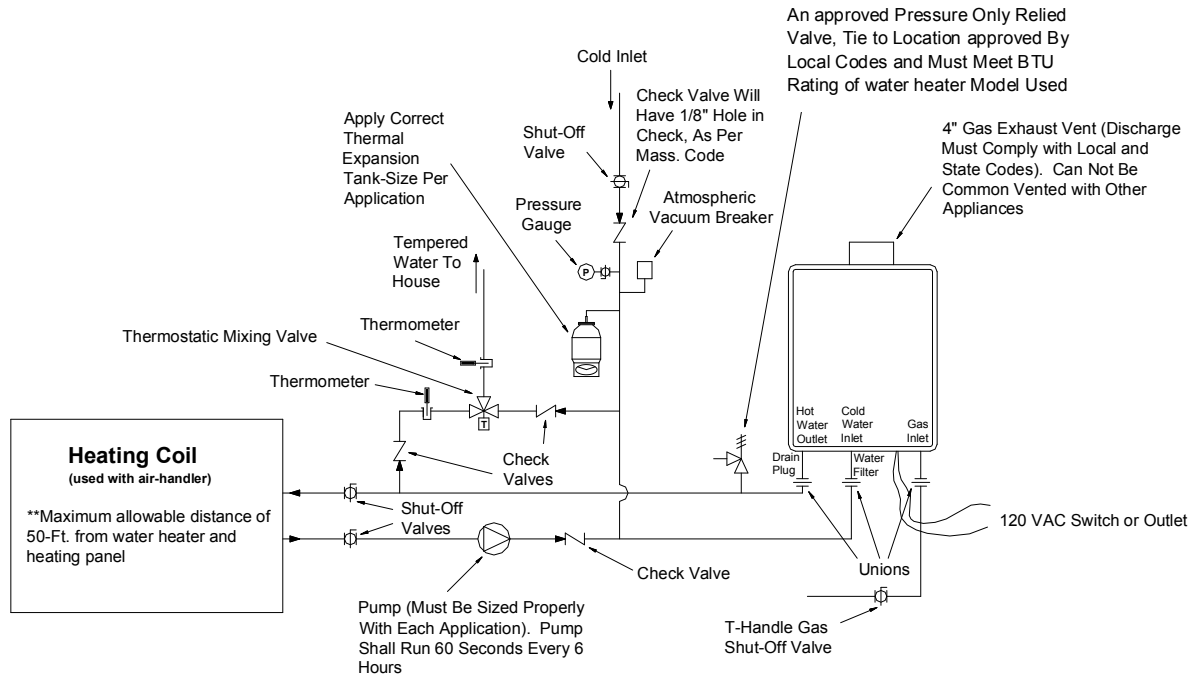 An approved Pressure Only Relied
Valve, Tie to Location approved By
Local Codes and Must Meet BTU
Rating of water heater Model Used
Cold Inlet
Check Valve Will
Have 1/8" Hole in
Check, As Per
Mass. Code
Apply Correct
Thermal
Expansion
Tank-Size Per
Application
Shut-Off
Valve
4" Gas Exhaust Vent (Discharge
Must Comply with Local and
State Codes). Can Not Be
Common Vented with Other
Appliances
Pressure
Gauge
Atmospheric
Vacuum Breaker
P
Tempered
Water To
House
Thermometer
Thermostatic Mixing Valve
Thermometer
T
Hot
Water
Outlet
Cold
Water
Inlet
Gas
Inlet
Drain
Plug
Water
Filter
Check
Valves
Heating Coil
(used with air-handler)
**Maximum allowable distance of
50-Ft. from water heater and
heating panel
Shut-Off
Valves
120 VAC Switch or Outlet
Unions
Check Valve
Pump (Must Be Sized Properly
With Each Application). Pump
Shall Run 60 Seconds Every 6
Hours
T-Handle Gas
Shut-Off Valve